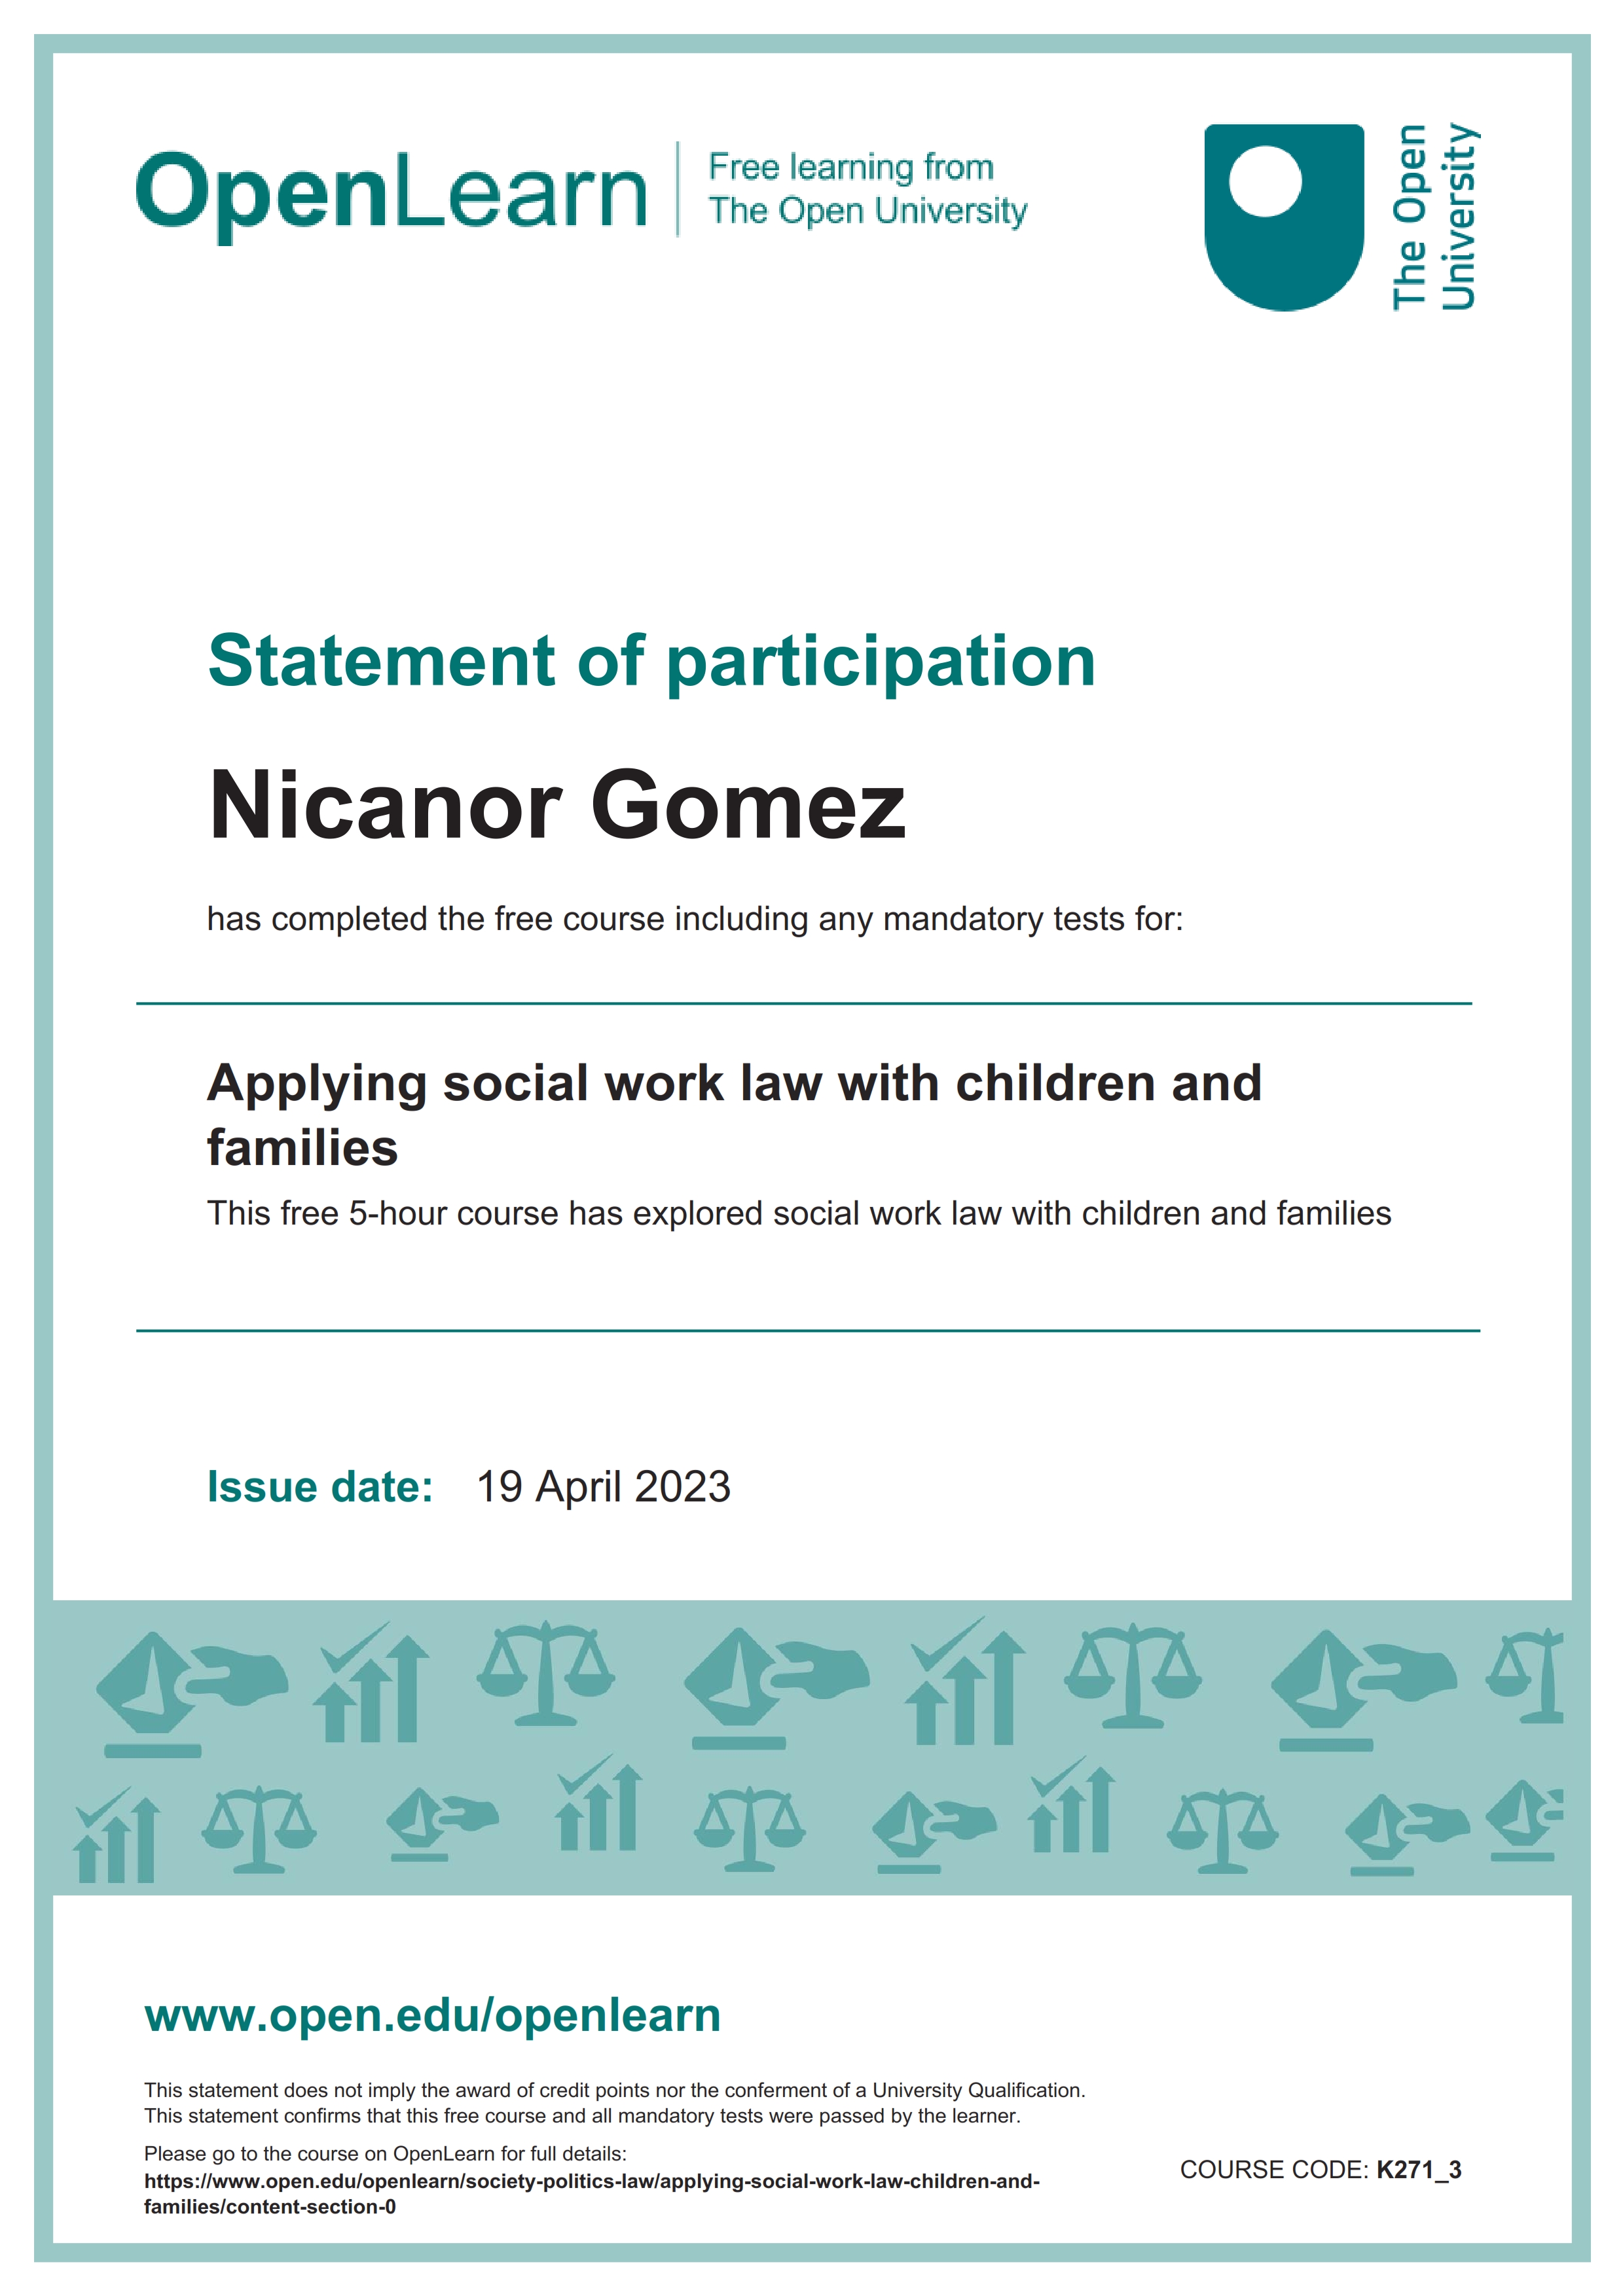 OpenLearn
Free learning from
The Open University
The Open
University
Statement of participation
Nicanor Gomez
has completed the free course including any mandatory tests for:
Applying social work law with children and
families
This free 5-hour course has explored social work law with children and families
Issue date: 19 April 2023
www.open.edu/openlearn
This statement does not imply the award of credit points nor the conferment of a University Qualification.
This statement confirms that this free course and all mandatory tests were passed by the learner.
Please go to the course on OpenLearn for full details:
https://www.open.edu/openlearn/society-politics-law/applying-social-work-law-children-and-
families/content-section-0
COURSE CODE: K271_3